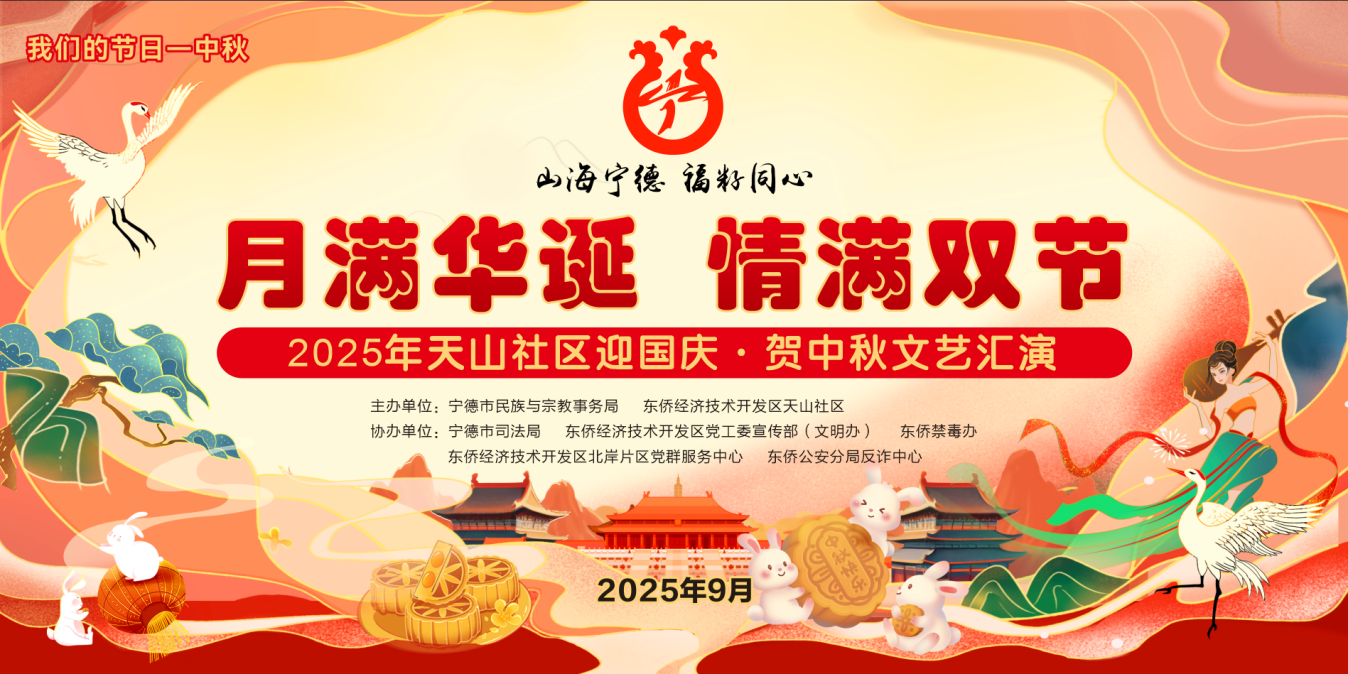 我们的节日—中秋
山海宁德 福籽同心
月满华诞 情满双节
2025年天山社区迎国庆·贺中秋文艺汇演
主办单位：宁德市民族与宗教事务局 东侨经济技术开发区天山社区
协办单位：宁德市司法局 东侨经济技术开发区党工委宣传部（文明办） 东侨禁毒办
东侨经济技术开发区北岸片区党群服务中心 东侨公安分局反诈中心
2025年9月